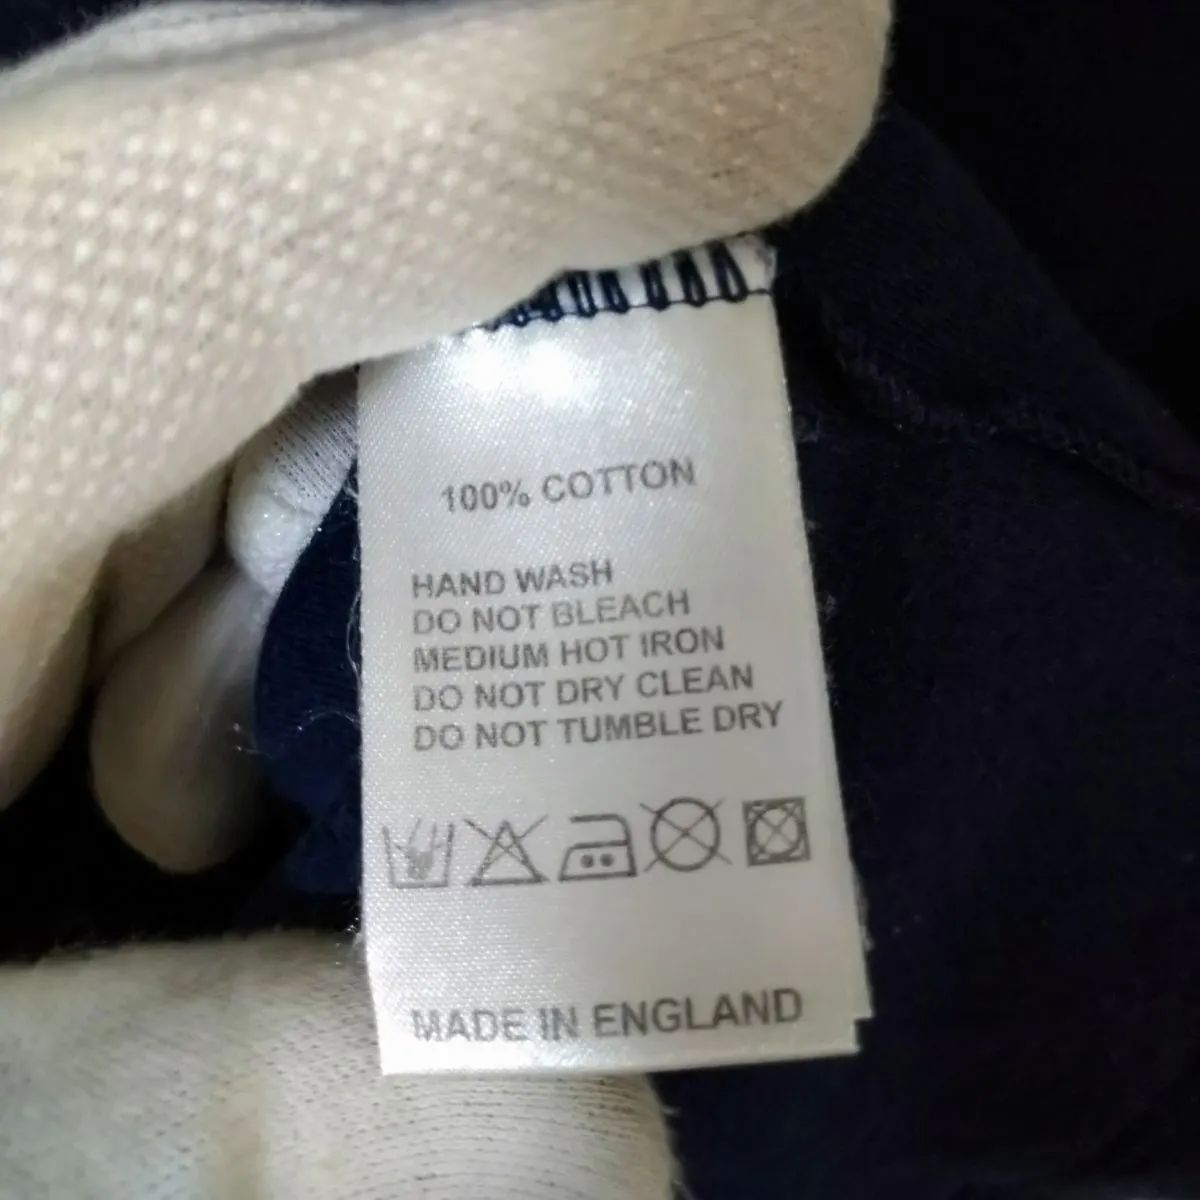 100% COTTON
HAND WASH
DO NOT BLEACH
MEDIUM HOT IRON
DO NOT DRY CLEAN
DO NOT TUMBLE DRY
MADE IN ENGLAND